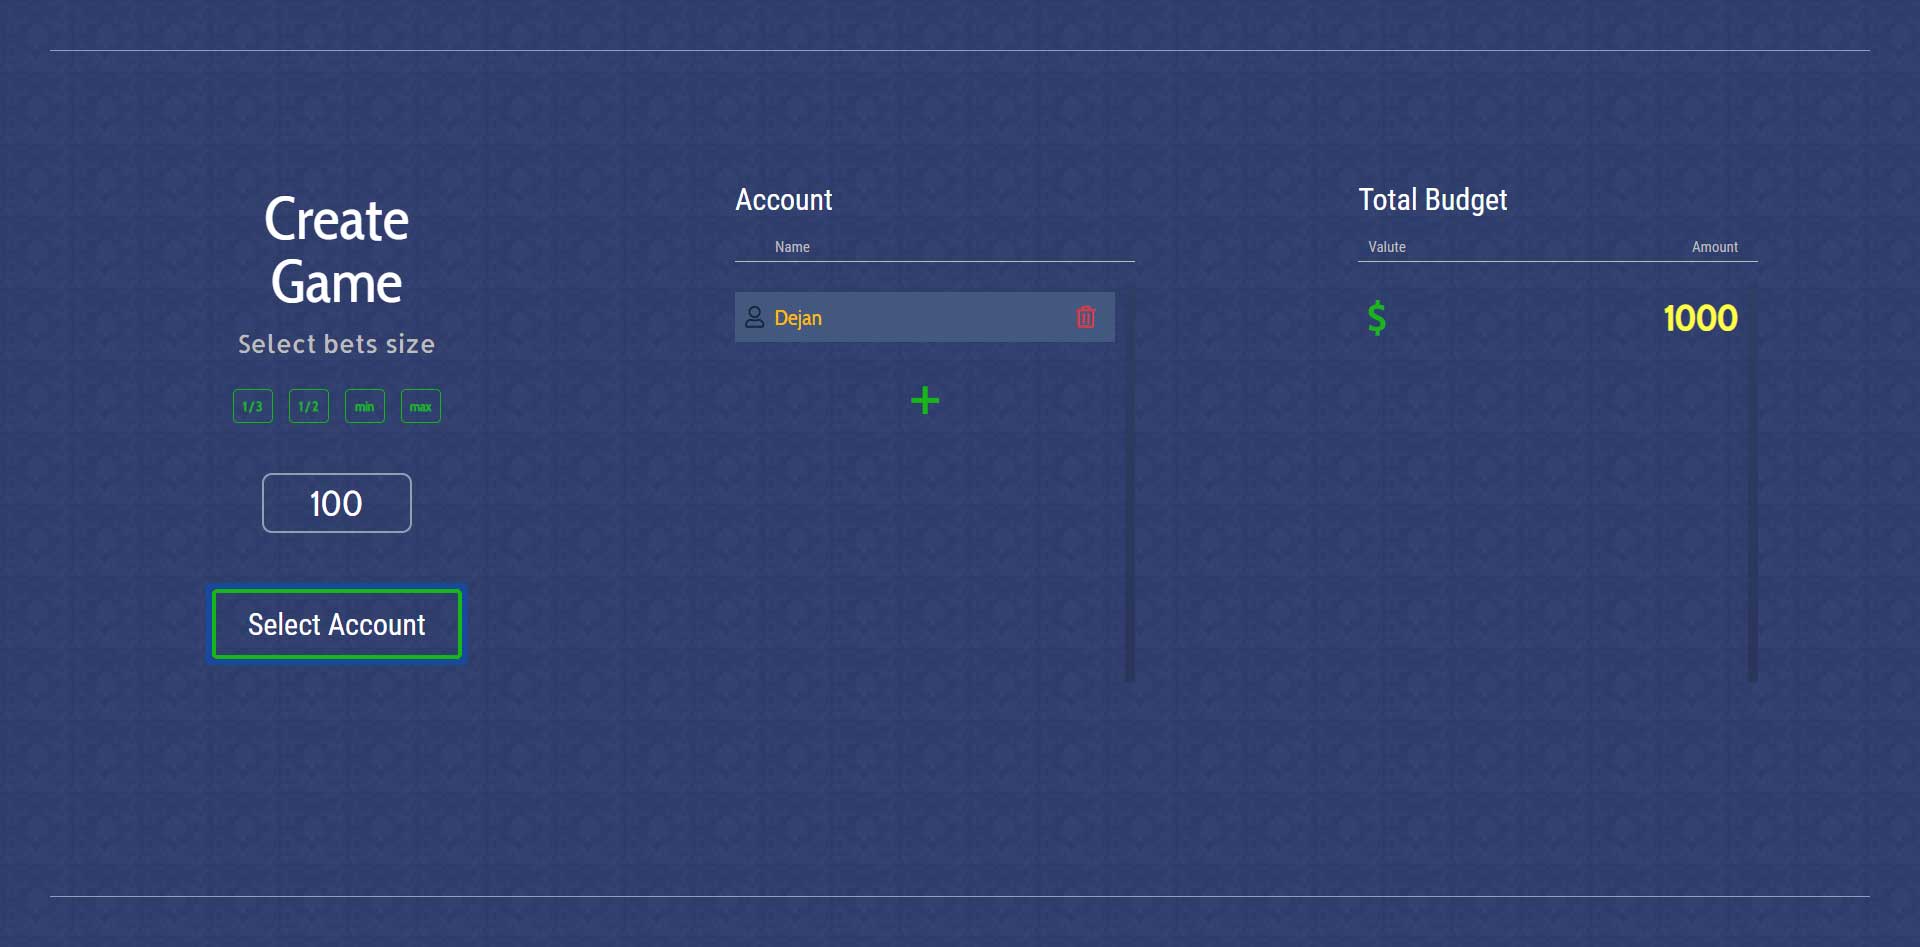 Create
Game
Select bets size
1/3 1/2 min max
100
Select Account
Account
Name
Dejan
+
Total Budget
Valute Amount
$ 1000